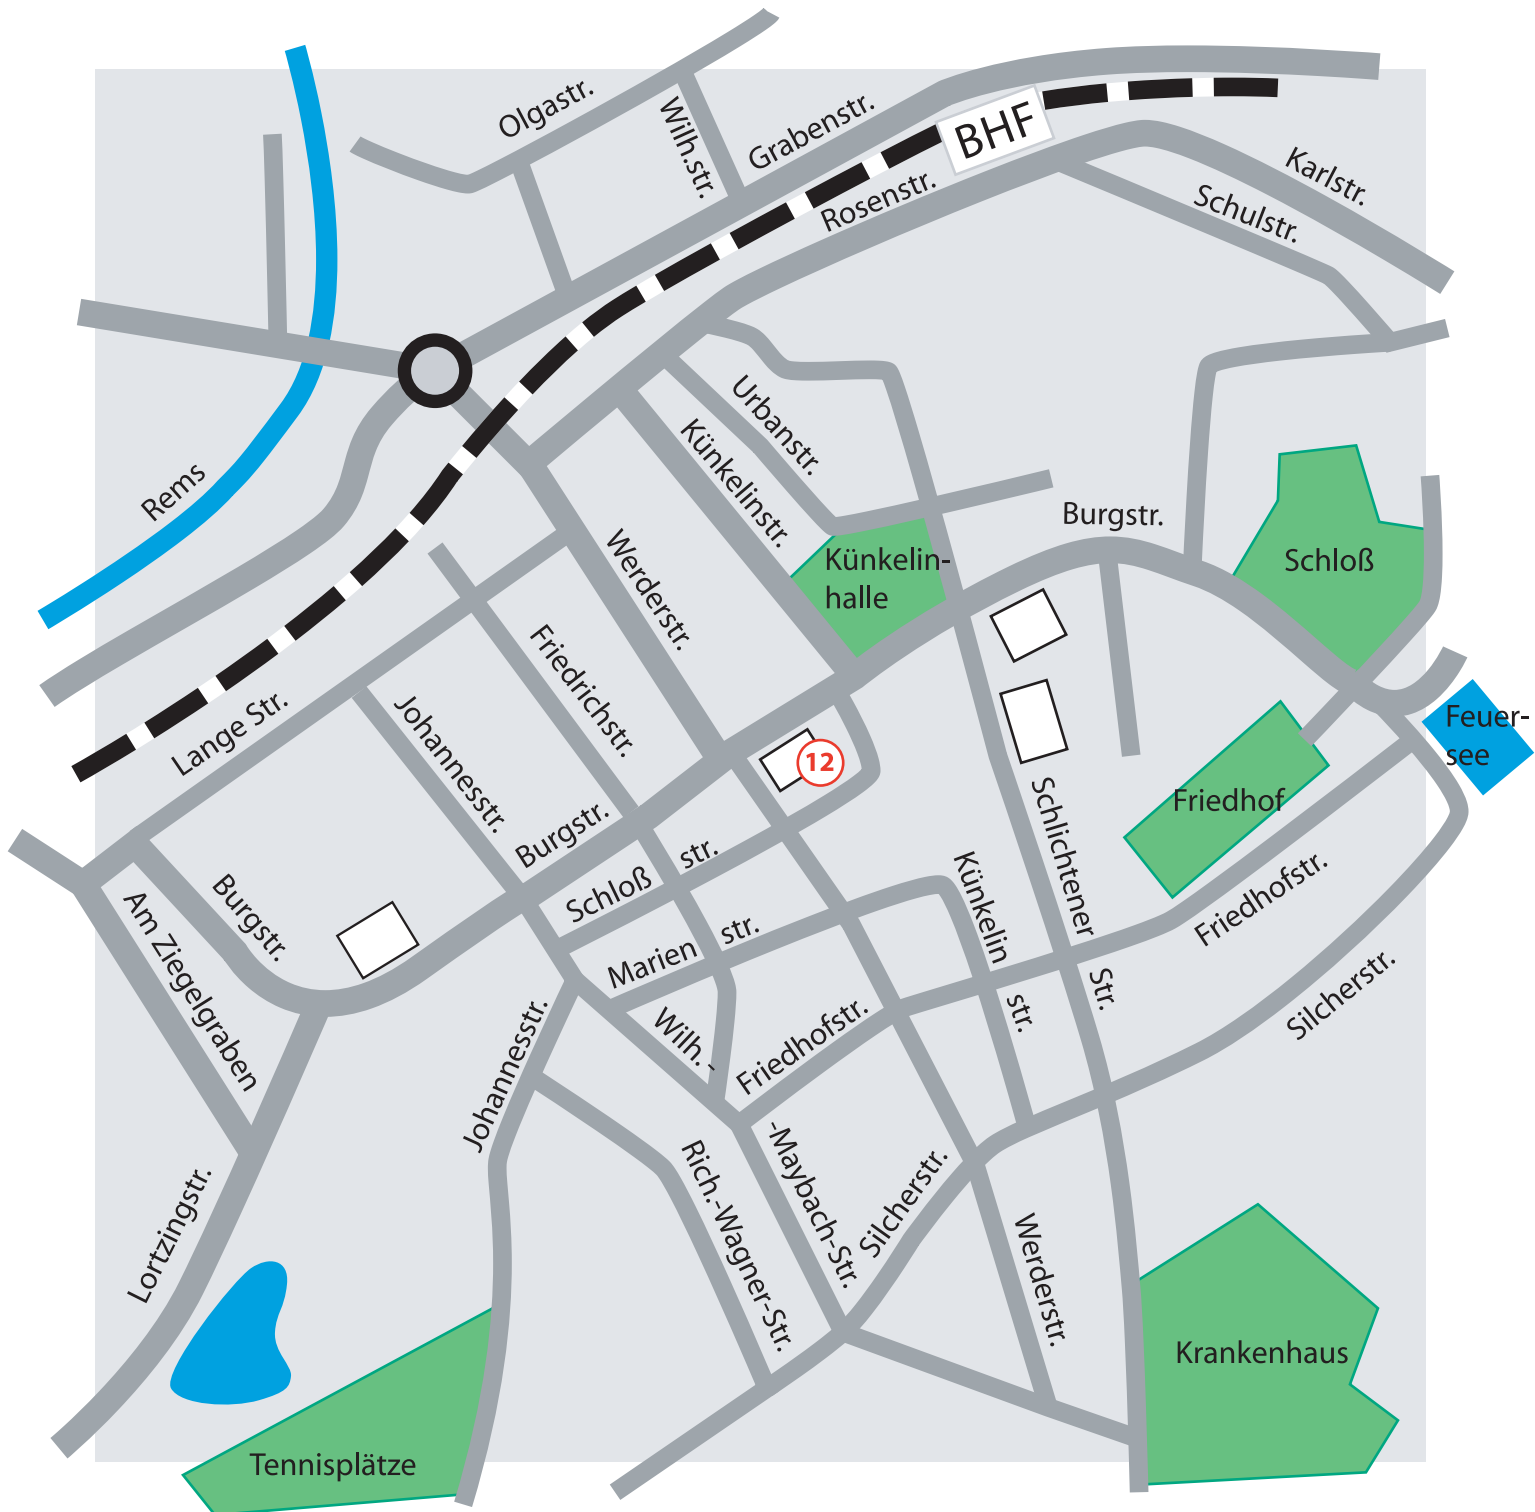 Olgastr.
Wilh.str.
Grabenstr.
BHF
Rosenstr.
Karlstr.
Schulstr.
Rems
Urbanstr.
Künkelinstr.
Burgstr.
Künkelin-
halle
Schloß
Werderstr.
Friedrichstr.
Lange Str.
Johannesstr.
12
Feuer-
see
Friedhof
Schlichtener
Str.
Burgstr.
Burgstr.
Schloß
str.
Am Ziegelgraben
Marien
str.
Künkelin
str.
Friedhofstr.
Silcherstr.
Wilh. -
-Maybach-Str.
Friedhofstr.
Johannesstr.
Rich.-Wagner-Str.
Silcherstr.
Werderstr.
Lortzingstr.
Krankenhaus
Tennisplätze